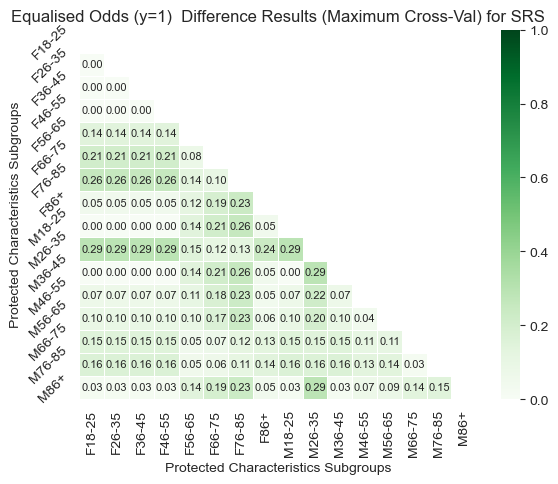 Equalised Odds (y=1) Difference Results (Maximum Cross-Val) for SRS
Protected Characteristics Subgroups
F18-25
F26-35 0.00
F36-45 0.00 0.00
F46-55 0.00 0.00 0.00
F56-65 0.14 0.14 0.14 0.14
F66-75 0.21 0.21 0.21 0.21 0.08
F76-85 0.26 0.26 0.26 0.26 0.14 0.10
F86+ 0.05 0.05 0.05 0.05 0.12 0.19 0.23
M18-25 0.00 0.00 0.00 0.00 0.14 0.21 0.26 0.05
M26-35 0.29 0.29 0.29 0.29 0.15 0.12 0.13 0.24 0.29
M36-45 0.00 0.00 0.00 0.00 0.14 0.21 0.26 0.05 0.00 0.29
M46-55 0.07 0.07 0.07 0.07 0.11 0.18 0.23 0.05 0.07 0.22 0.07
M56-65 0.10 0.10 0.10 0.10 0.10 0.17 0.23 0.06 0.10 0.20 0.10 0.04
M66-75 0.15 0.15 0.15 0.15 0.05 0.07 0.12 0.13 0.15 0.15 0.15 0.11 0.11
M76-85 0.16 0.16 0.16 0.16 0.05 0.06 0.11 0.14 0.16 0.16 0.16 0.13 0.14 0.03
M86+ 0.03 0.03 0.03 0.03 0.14 0.19 0.23 0.05 0.03 0.29 0.03 0.07 0.09 0.14 0.15
F18-25 F26-35 F36-45 F46-55 F56-65 F66-75 F76-85 F86+ M18-25 M26-35 M36-45 M46-55 M56-65 M66-75 M76-85 M86+
Protected Characteristics Subgroups
1.0
0.8
0.6
0.4
0.2
0.0